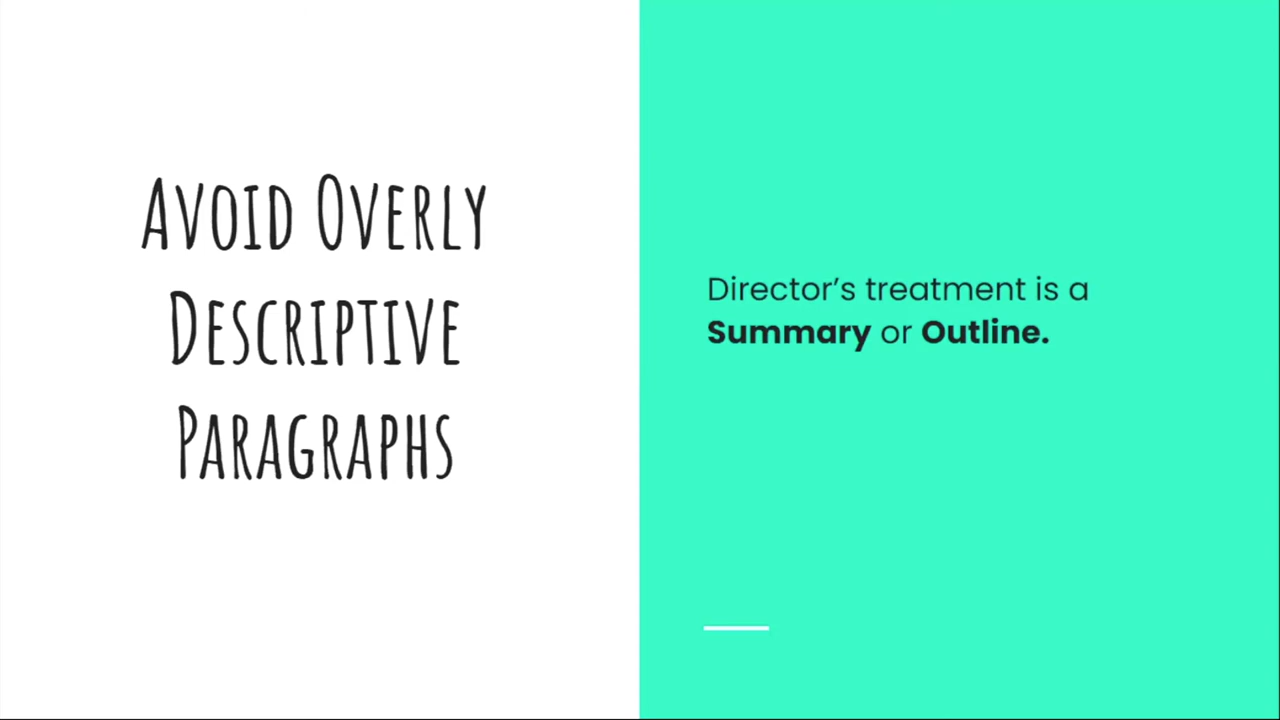 Avoid Overly
Descriptive
Paragraphs
Director’s treatment is a
Summary or Outline.